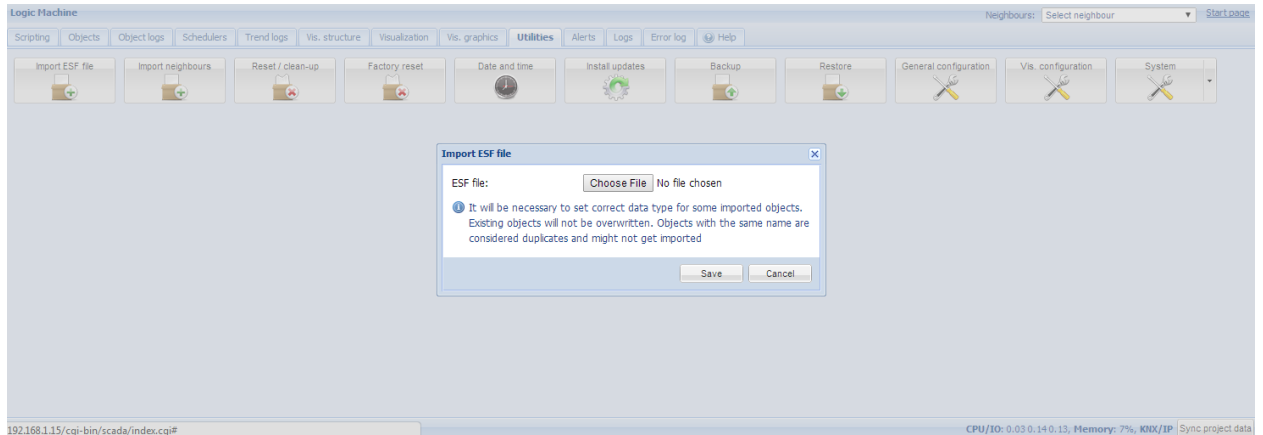 Logic Machine
Neighbours: Select neighbour Start page
Scripting Objects Object logs Schedulers Trend logs Vis. structure Visualization Vis. graphics Utilities Alerts Logs Error log Help
Import ESF file Import neighbours Reset / clean-up Factory reset Date and time Install updates Backup Restore General configuration Vis. configuration System
Import ESF file
ESF file: Choose File No file chosen
It will be necessary to set correct data type for some imported objects.
Existing objects will not be overwritten. Objects with the same name are
considered duplicates and might not get imported
Save Cancel
192.168.1.15/cgi-bin/scada/index.cgi# CPU/IO: 0.03 0.14 0.13, Memory: 7%, KNX/IP Sync project data